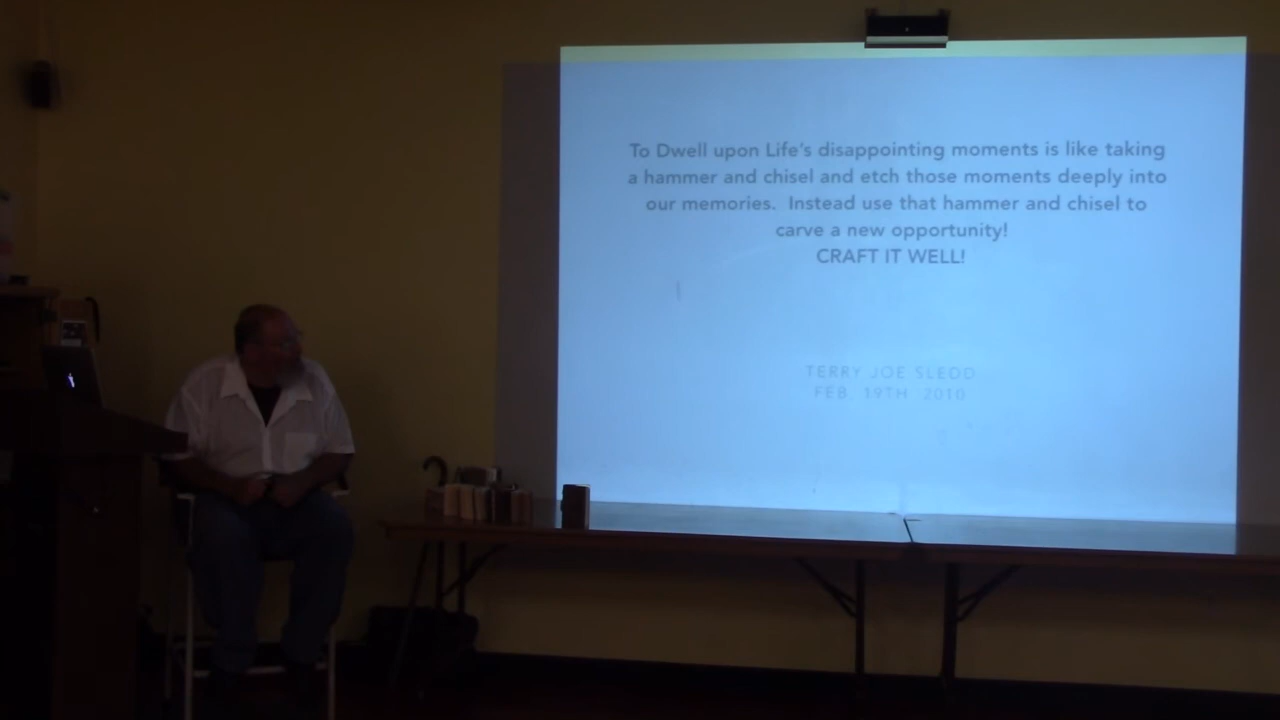 To Dwell upon Life's disappointing moments is like taking
a hammer and chisel and etch those moments deeply into
our memories. Instead use that hammer and chisel to
carve a new opportunity!
CRAFT IT WELL!
TERRY JOE SLEDD
FEB. 19TH 2016